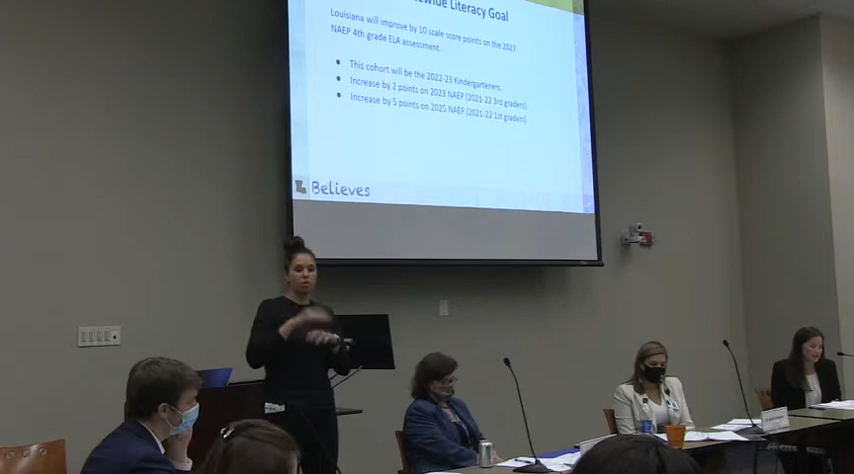 Literacy Goal
Louisiana will improve by 10 scale score points on the 2027
NAEP 4th grade ELA assessment.
This cohort will be the 2022-23 Kindergarteners.
Increase by 2 points on 2023 NAEP (2021-22 3rd graders)
Increase by 5 points on 2025 NAEP (2021-22 1st graders)
Believes